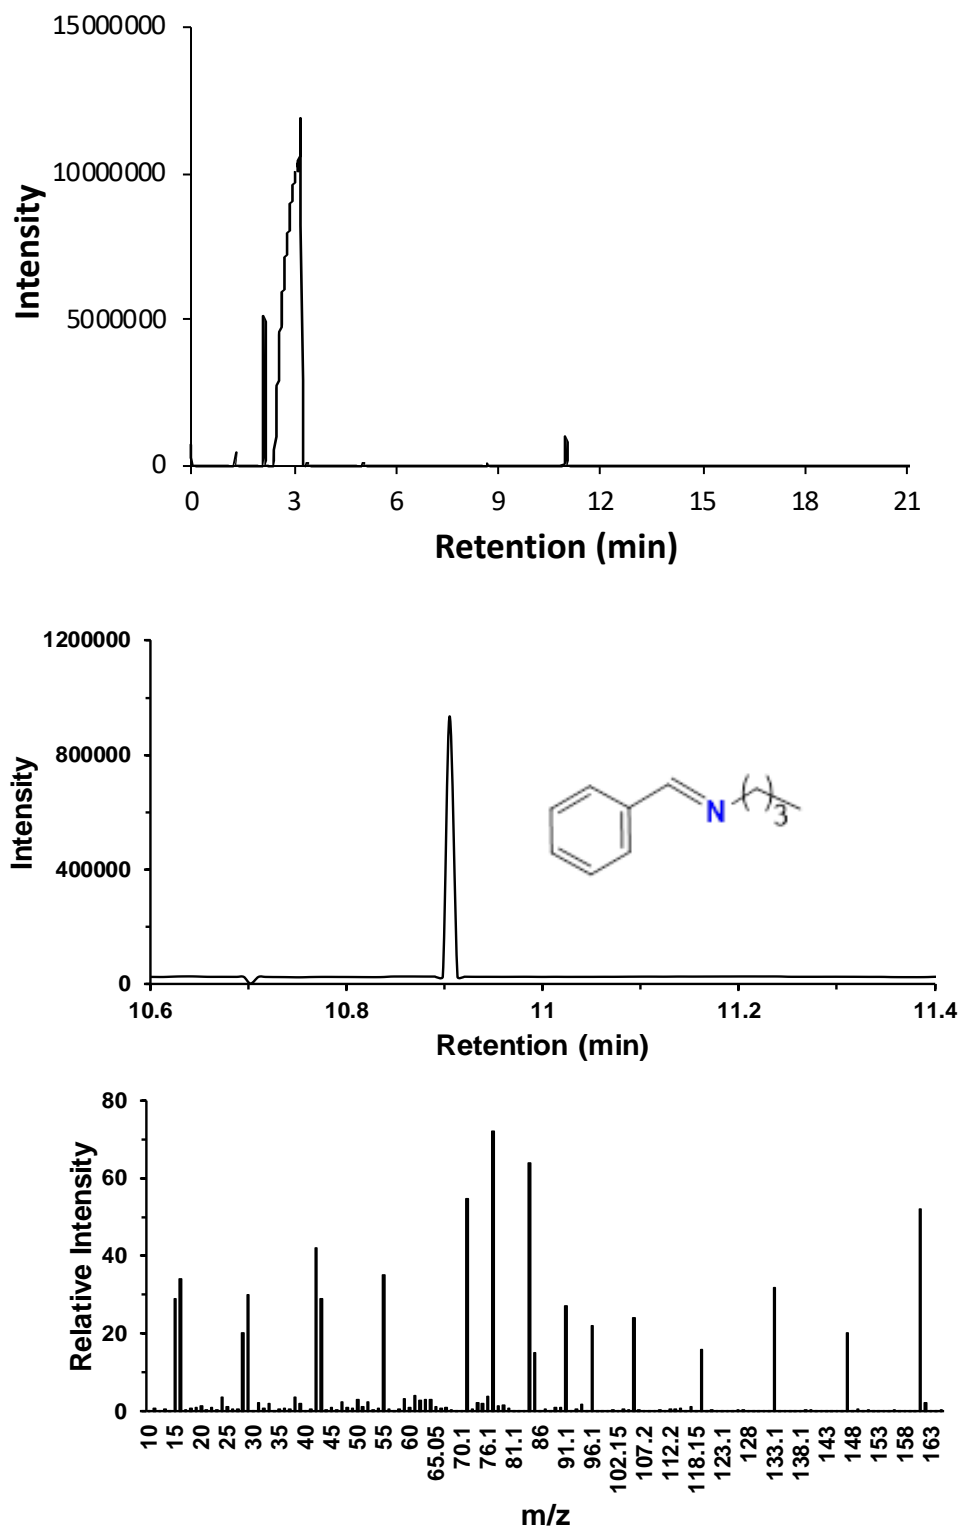 15000000
10000000
5000000
0
Intensity
0 3 6 9 12 15 18 21
Retention (min)
1200000
800000
400000
0
Intensity
N ( )3
10.6 10.8 11 11.2 11.4
Retention (min)
80
60
40
20
0
Relative Intensity
10 15 20 25 30 35 40 45 50 55 60 65.05 70.1 76.1 81.1 86 91.1 96.1 102.15 107.2 112.2 118.15 123.1 128 133.1 138.1 143 148 153 158 163
m/z